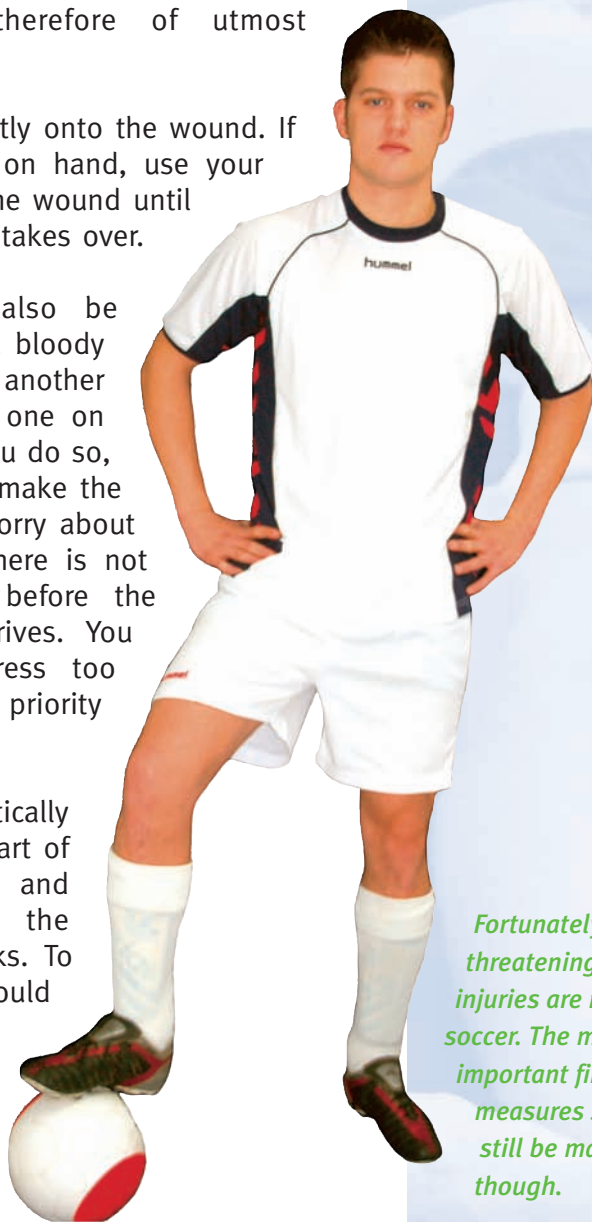 therefore of utmost
tly onto the wound. If
on hand, use your
ne wound until
takes over.
also be
bloody
another
one on
u do so,
make the
orry about
here is not
before the
rives. You
ress too
priority
tically
art of
and
the
ks. To
ould
hummel
Fortunately
threatening
injuries are
soccer. The m
important fi
measures
still be ma
though.